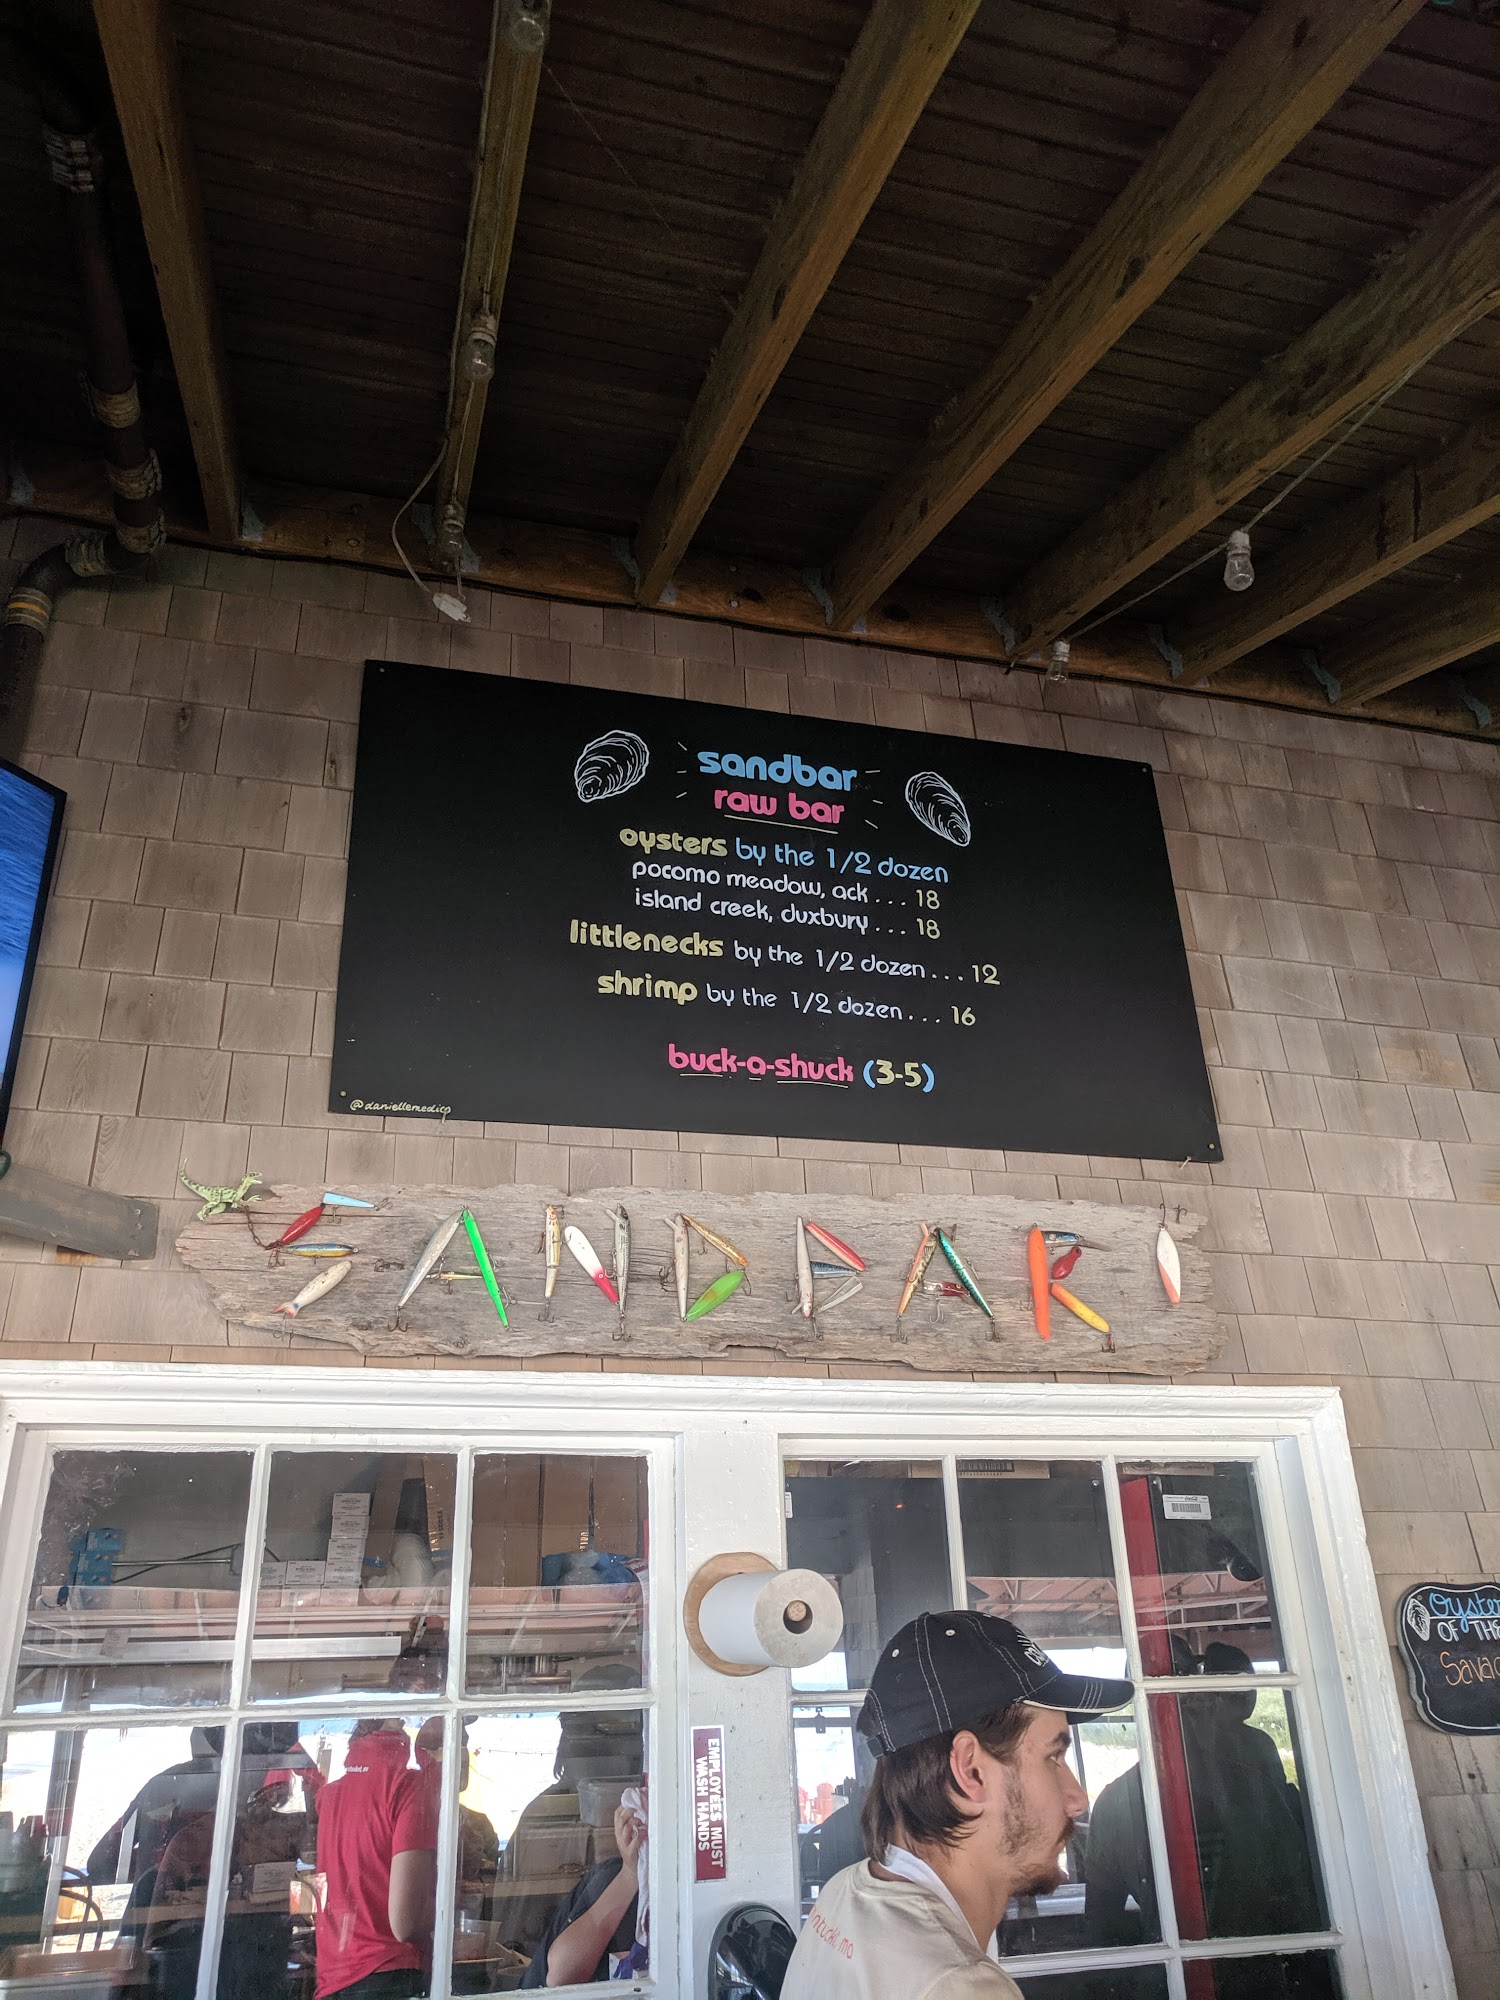 sandbar
raw bar
oysters by the 1/2 dozen
pocomo meadow, ack . . . 18
island creek, duxbury . . . 18
littlenecks by the 1/2 dozen . . . 12
shrimp by the 1/2 dozen . . . 16
buck-a-shuck (3-5)
SANDBAR!
EMPLOYEES MUST
WASH HANDS
OF THE